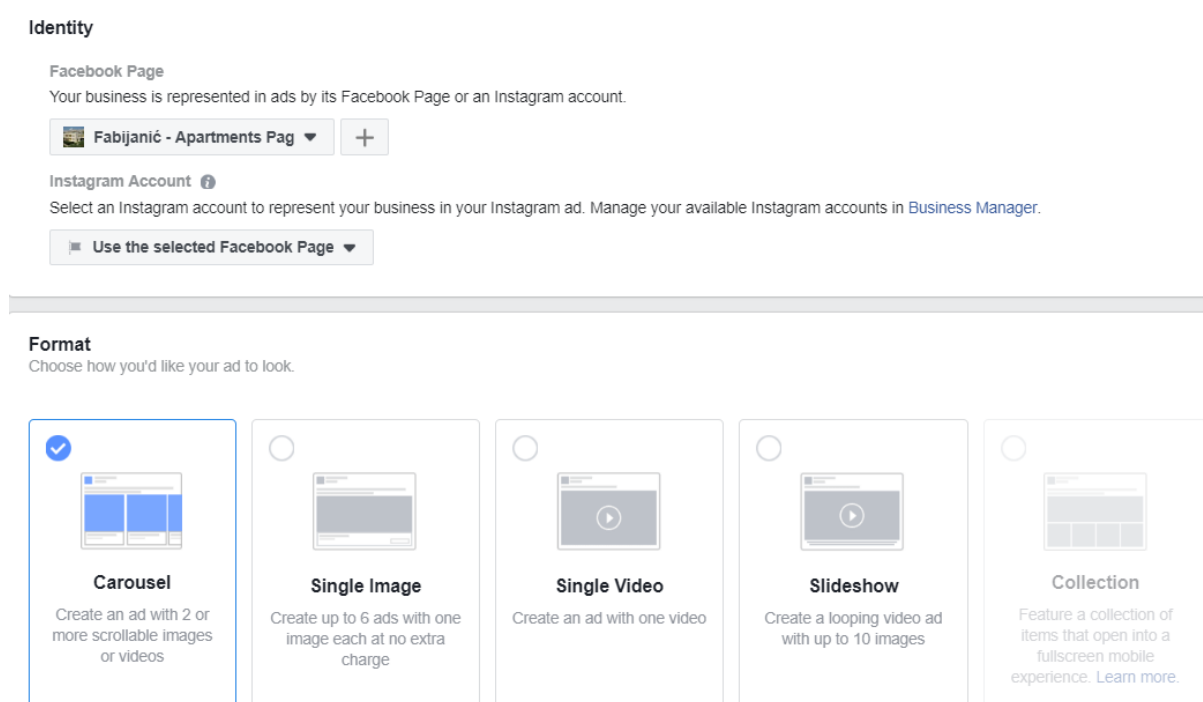 Identity
Facebook Page
Your business is represented in ads by its Facebook Page or an Instagram account.
Fabijanić - Apartments Pag
Instagram Account
Select an Instagram account to represent your business in your Instagram ad. Manage your available Instagram accounts in Business Manager.
Use the selected Facebook Page
Format
Choose how you'd like your ad to look.
Carousel
Create an ad with 2 or
more scrollable images
or videos
Single Image
Create up to 6 ads with one
image each at no extra
charge
Single Video
Create an ad with one video
Slideshow
Create a looping video ad
with up to 10 images
Collection
Feature a collection of
items that open into a
fullscreen mobile
experience. Learn more.